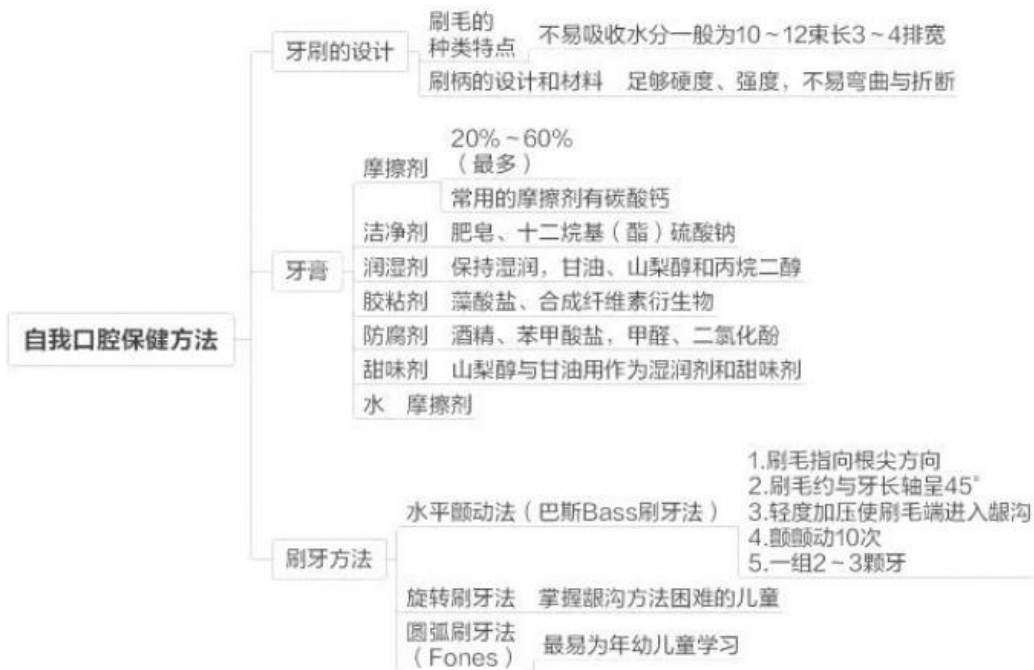 自我口腔保健方法
牙刷的设计
刷毛的
种类特点
不易吸收水分一般为10～12束长3～4排宽
刷柄的设计和材料 足够硬度、强度，不易弯曲与折断
牙膏
摩擦剂
20%～60%
（最多）
常用的摩擦剂有碳酸钙
洁净剂 肥皂、十二烷基（酯）硫酸钠
润湿剂 保持湿润，甘油、山梨醇和丙烷二醇
胶粘剂 藻酸盐、合成纤维素衍生物
防腐剂 酒精、苯甲酸盐，甲醛、二氯化酚
甜味剂 山梨醇与甘油用作为湿润剂和甜味剂
水 摩擦剂
刷牙方法
水平颤动法（巴斯Bass刷牙法）
1.刷毛指向根尖方向
2.刷毛约与牙长轴呈45°
3.轻度加压使刷毛端进入龈沟
4.颤颤动10次
5.一组2～3颗牙
旋转刷牙法 掌握龈沟方法困难的儿童
圆弧刷牙法
（Fones）
最易为年幼儿童学习